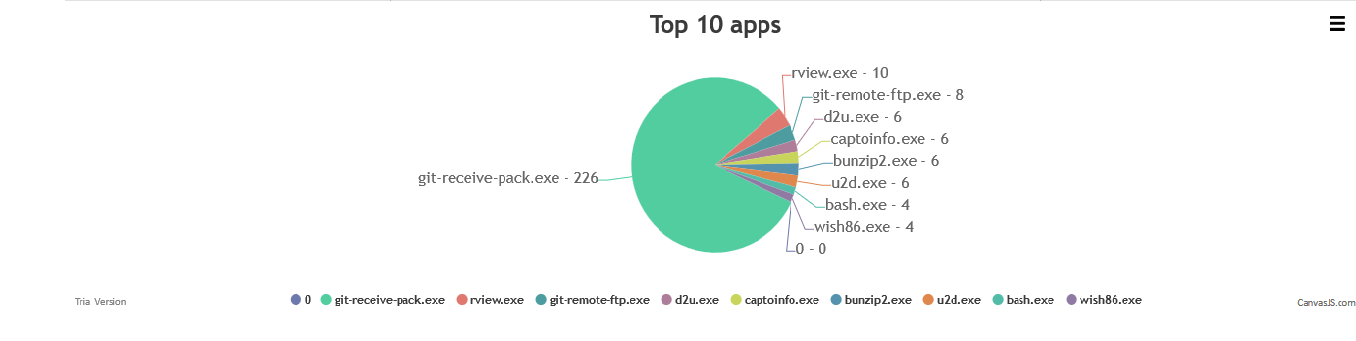 Top 10 apps
rview.exe - 10
git-remote-ftp.exe - 8
d2u.exe - 6
captoinfo.exe - 6
bunzip2.exe - 6
git-receive-pack.exe - 226
u2d.exe - 6
bash.exe - 4
wish86.exe - 4
0 - 0
0 git-receive-pack.exe rview.exe git-remote-ftp.exe d2u.exe captoinfo.exe bunzip2.exe u2d.exe bash.exe wish86.exe
Tria Version
CanvasJS.com